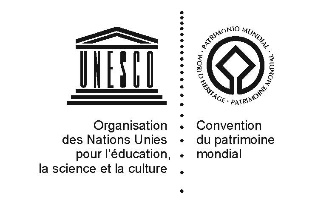 UNESCO
Organisation
des Nations Unies
pour l'éducation,
la science et la culture
WORLD HERITAGE • PATRIMOINE MONDIAL • PATRIMONIO MUNDIAL •
Convention
du patrimoine
mondial